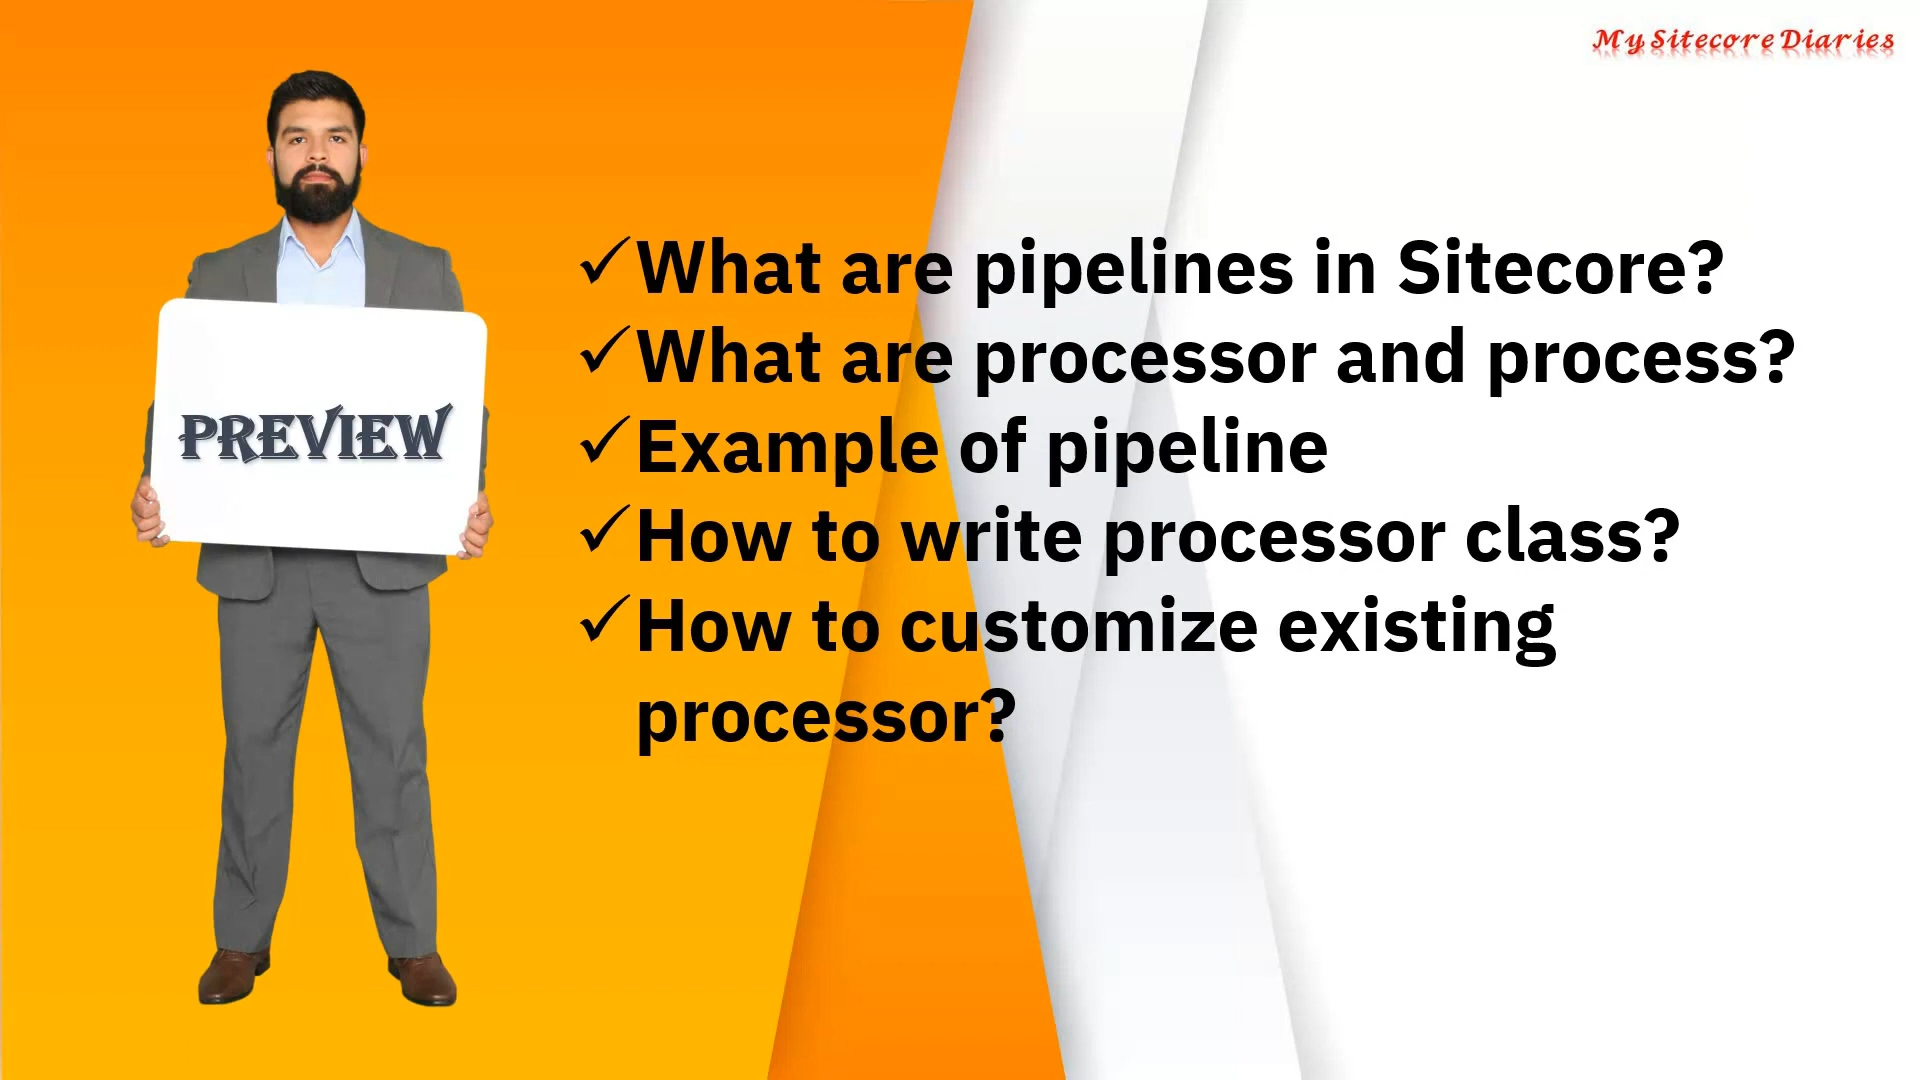 My Sitecore Diaries
PREVIEW
✓What are pipelines in Sitecore?
✓What are processor and process?
✓Example of pipeline
✓How to write processor class?
✓How to customize existing
processor?